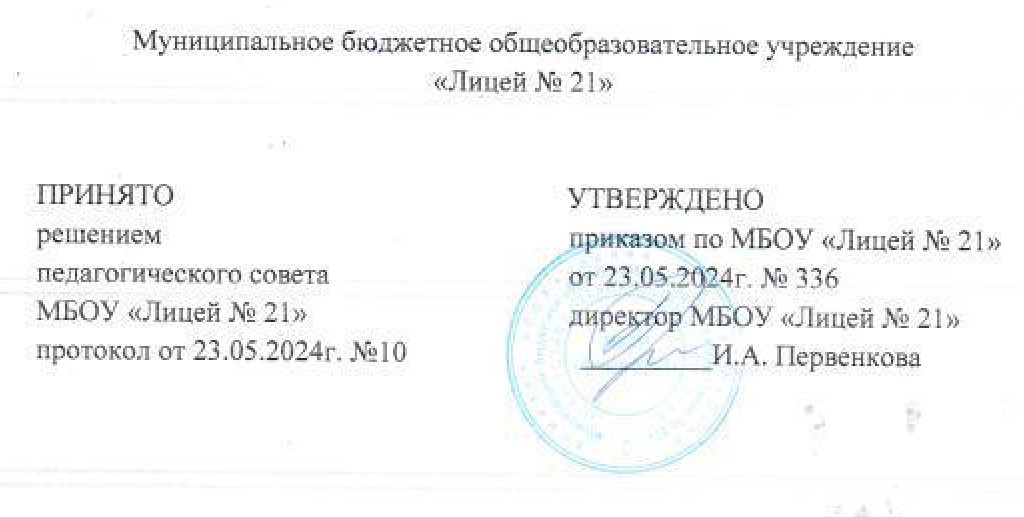 Муниципальное бюджетное общеобразовательное учреждение
«Лицей № 21»
ПРИНЯТО
решением
педагогического совета
МБОУ «Лицей № 21»
протокол от 23.05.2024г. №10
УТВЕРЖДЕНО
приказом по МБОУ «Лицей № 21»
от 23.05.2024г. № 336
директор МБОУ «Лицей № 21»
__________И.А. Первенкова